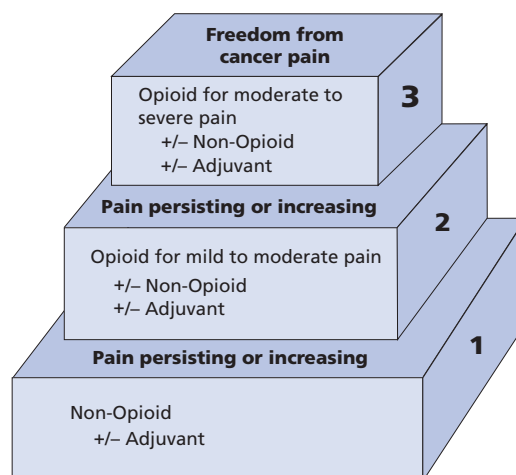 Freedom from
cancer pain
Opioid for moderate to
severe pain
+/– Non-Opioid
+/– Adjuvant
3
Pain persisting or increasing
Opioid for mild to moderate pain
+/– Non-Opioid
+/– Adjuvant
2
Pain persisting or increasing
Non-Opioid
+/– Adjuvant
1